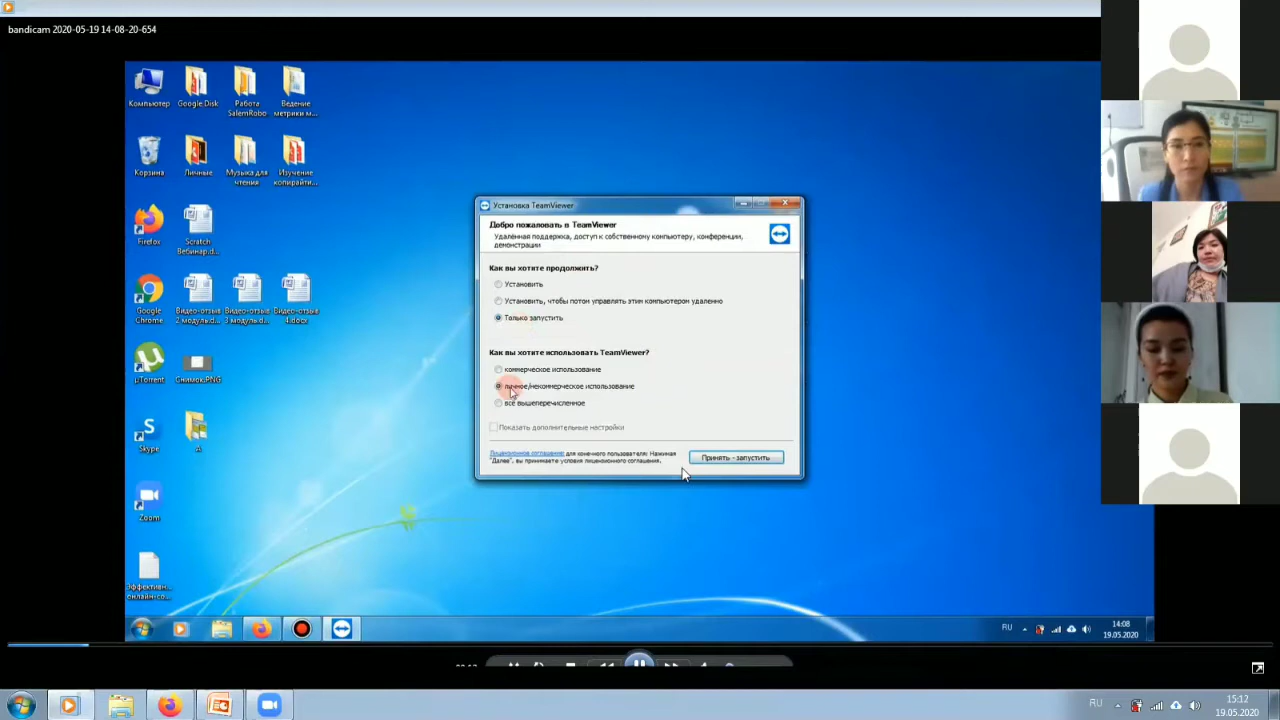 bandicam 2020-05-19 14-08-20-654
Компьютер
Google Disk
Работа
SalemRobo
Ведение
метрики м...
Корзина
Личные
Музыка для
чтения
Изучение
копирайти...
Firefox
Scratch
Вебинар.d...
Google
Chrome
Видео-отзыв
2 модуль.d...
Видео-отзыв
3 модуль.d...
Видео-отзыв
4.docx
µTorrent
Снимок.PNG
Skype
Zoom
Эффективн...
онлайн-со...
Установка TeamViewer
Добро пожаловать в TeamViewer
Удалённая поддержка, доступ к собственному компьютеру, конференции,
демонстрации
Как вы хотите продолжить?
Установить
Установить, чтобы потом управлять этим компьютером удаленно
Только запустить
Как вы хотите использовать TeamViewer?
коммерческое использование
личное/некоммерческое использование
все вышеперечисленное
Показать дополнительные настройки
Лицензионное соглашение для конечного пользователя: Нажиная
"Далее", вы принимаете условия лицензионного соглашения.
Принять - запустить
RU
14:08
19.05.2020
RU
15:12
19.05.2020